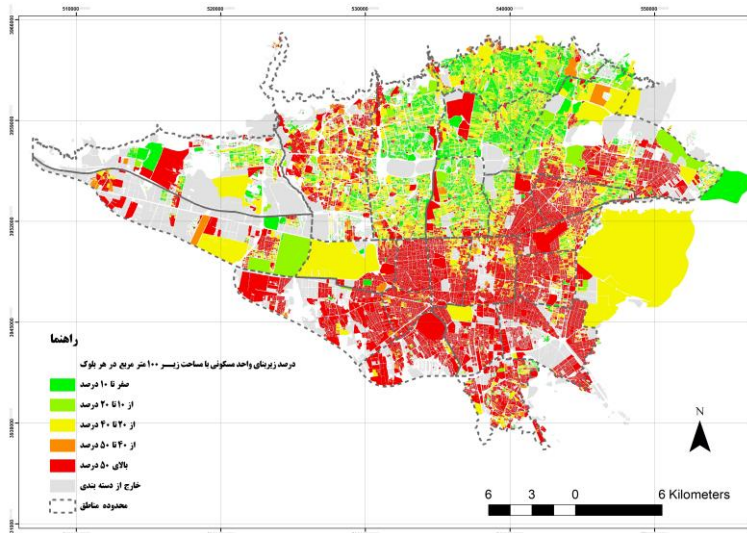 510000 520000 530000 540000 550000
راهنما
درصد زیربنای واحد مسکونی با مساحت زیر ۱۰۰ متر مربع در هر بلوک
صفر تا ۱۰ درصد
از ۱۰ تا ۲۰ درصد
از ۲۰ تا ۴۰ درصد
از ۴۰ تا ۵۰ درصد
بالای ۵۰ درصد
خارج از دسته بندی
محدوده مناطق
N
6 3 0 6 Kilometers